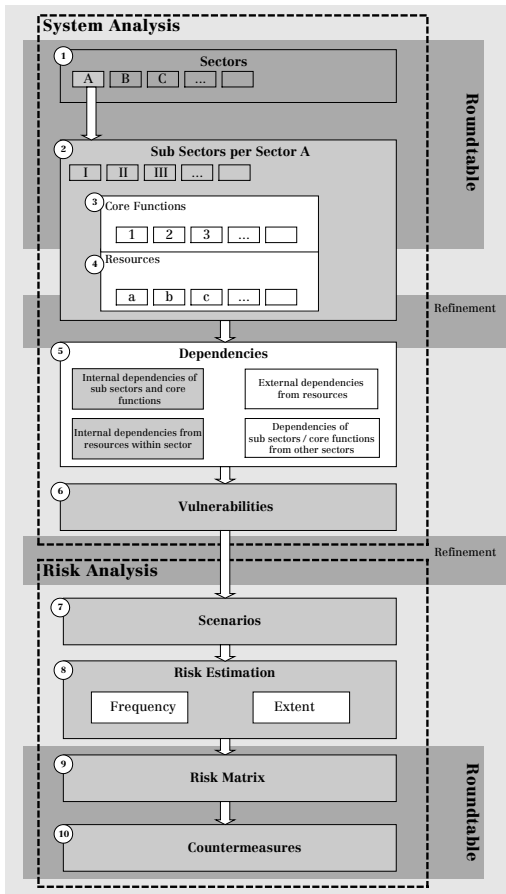 System Analysis
1
Sectors
A B C ...
Roundtable
2
Sub Sectors per Sector A
I II III ...
3
Core Functions
1 2 3 ...
4
Resources
a b c ...
Refinement
5
Dependencies
Internal dependencies of
sub sectors and core
functions
External dependencies
from resources
Internal dependencies from
resources within sector
Dependencies of
sub sectors / core functions
from other sectors
6
Vulnerabilities
Refinement
Risk Analysis
7
Scenarios
8
Risk Estimation
Frequency
Extent
9
Risk Matrix
Roundtable
10
Countermeasures